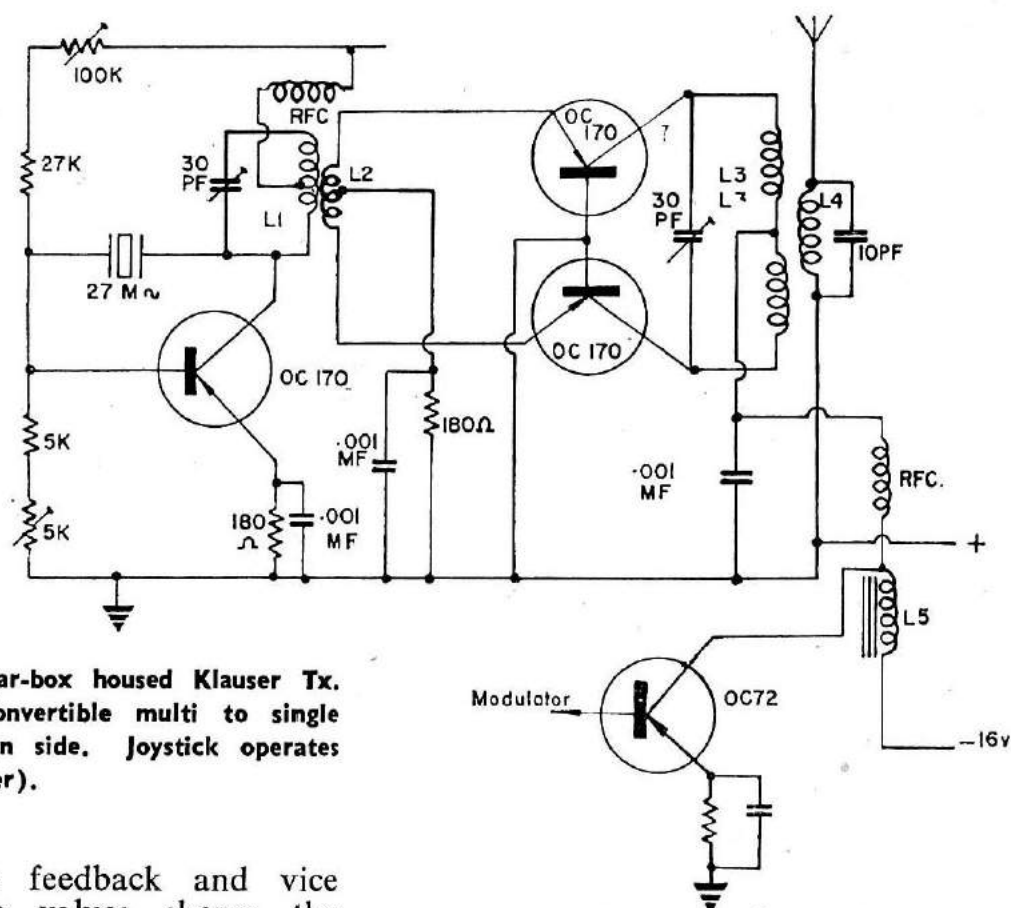 100K
RFC
OC
170
7
27K
30
PF
L2
L1
30
PF
L3
L3
L4
10PF
27 M~
OC 170
OC 170
5K
5K
180
Ω
.001
MF
.001
MF
180Ω
.001
MF
RFC.
+
L5
Modulator
OC72
-16v
ar-box housed Klauser Tx.
onvertible multi to single
n side. Joystick operates
er).
feedback and vice